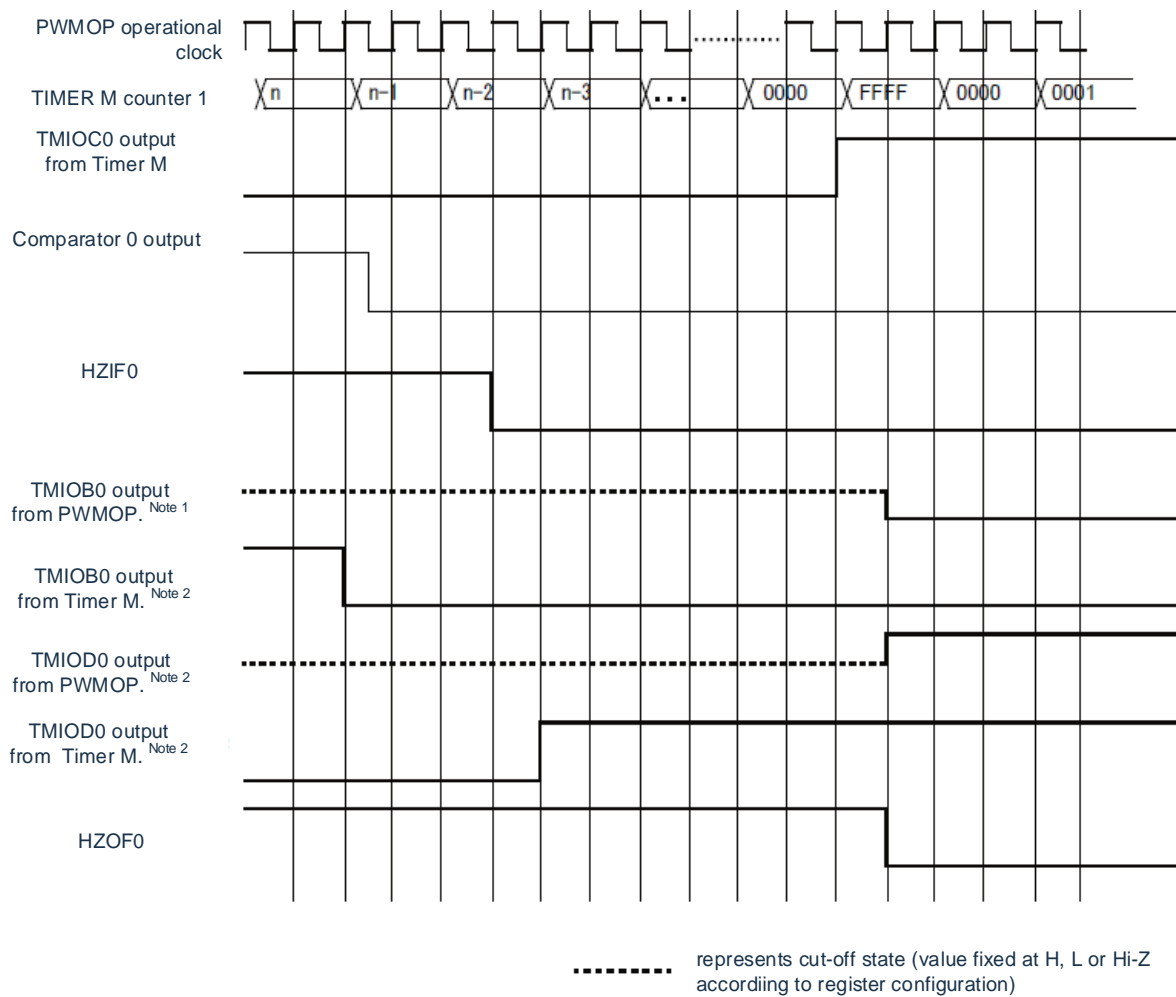 PWMOP operational
clock
TIMER M counter 1
n
n-1
n-2
n-3
...
0000
FFFF
0000
0001
TMIOC0 output
from Timer M
Comparator 0 output
HZIF0
TMIOB0 output
from PWMOP. Note 1
TMIOB0 output
from Timer M. Note 2
TMIOD0 output
from PWMOP. Note 2
TMIOD0 output
from Timer M. Note 2
HZOF0
represents cut-off state (value fixed at H, L or Hi-Z
accordiing to register configuration)